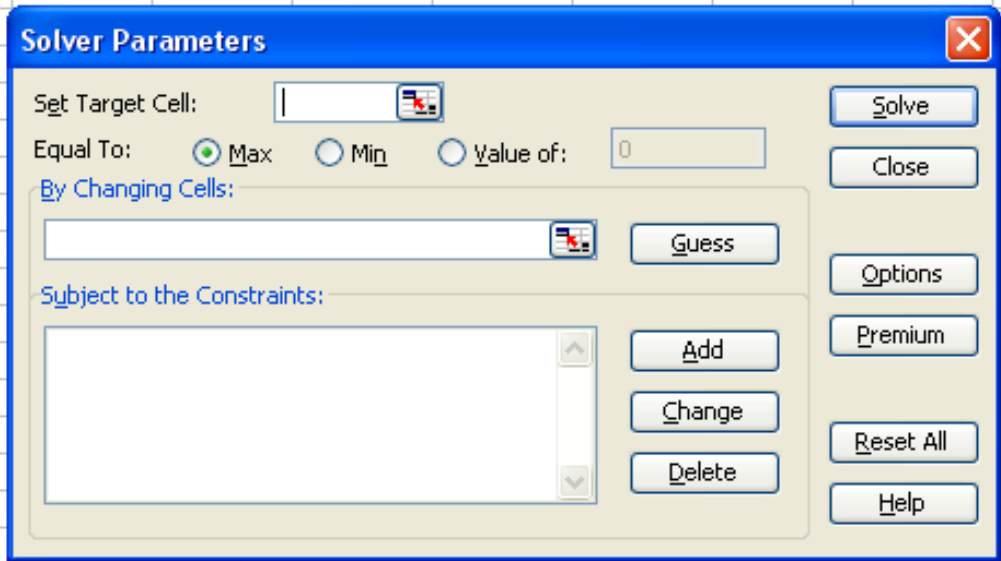 Solver Parameters
Set Target Cell:
Solve
Equal To: Max Min Value of: 0
Close
By Changing Cells:
Guess
Options
Subject to the Constraints:
Premium
Add
Change
Reset All
Delete
Help